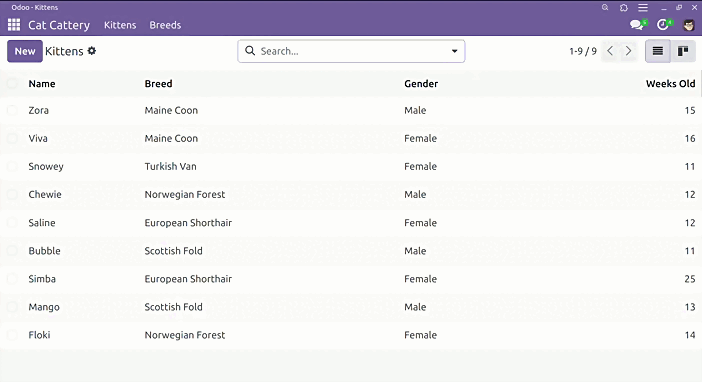 Odoo - Kittens
Cat Cattery Kittens Breeds
New Kittens Search... 1-9 / 9
Name Breed Gender Weeks Old
Zora Maine Coon Male 15
Viva Maine Coon Female 16
Snowey Turkish Van Female 11
Chewie Norwegian Forest Male 12
Saline European Shorthair Female 12
Bubble Scottish Fold Male 11
Simba European Shorthair Female 25
Mango Scottish Fold Male 13
Floki Norwegian Forest Female 14